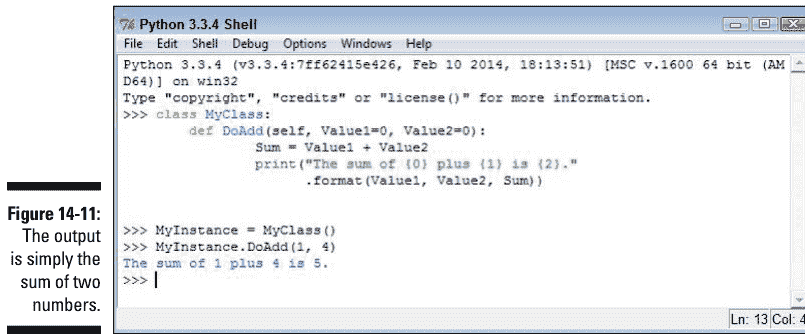 Python 3.3.4 Shell
File Edit Shell Debug Options Windows Help
Python 3.3.4 (v3.3.4:7ff62415e426, Feb 10 2014, 18:13:51) [MSC v.1600 64 bit (AM
D64)] on win32
Type "copyright", "credits" or "license()" for more information.
>>> class MyClass:
        def DoAdd(self, Value1=0, Value2=0):
                Sum = Value1 + Value2
                print("The sum of {0} plus {1} is {2}."
                      .format(Value1, Value2, Sum))
>>> MyInstance = MyClass()
>>> MyInstance.DoAdd(1, 4)
The sum of 1 plus 4 is 5.
>>>
Ln: 13 Col: 4
Figure 14-11:
The output
is simply the
sum of two
numbers.